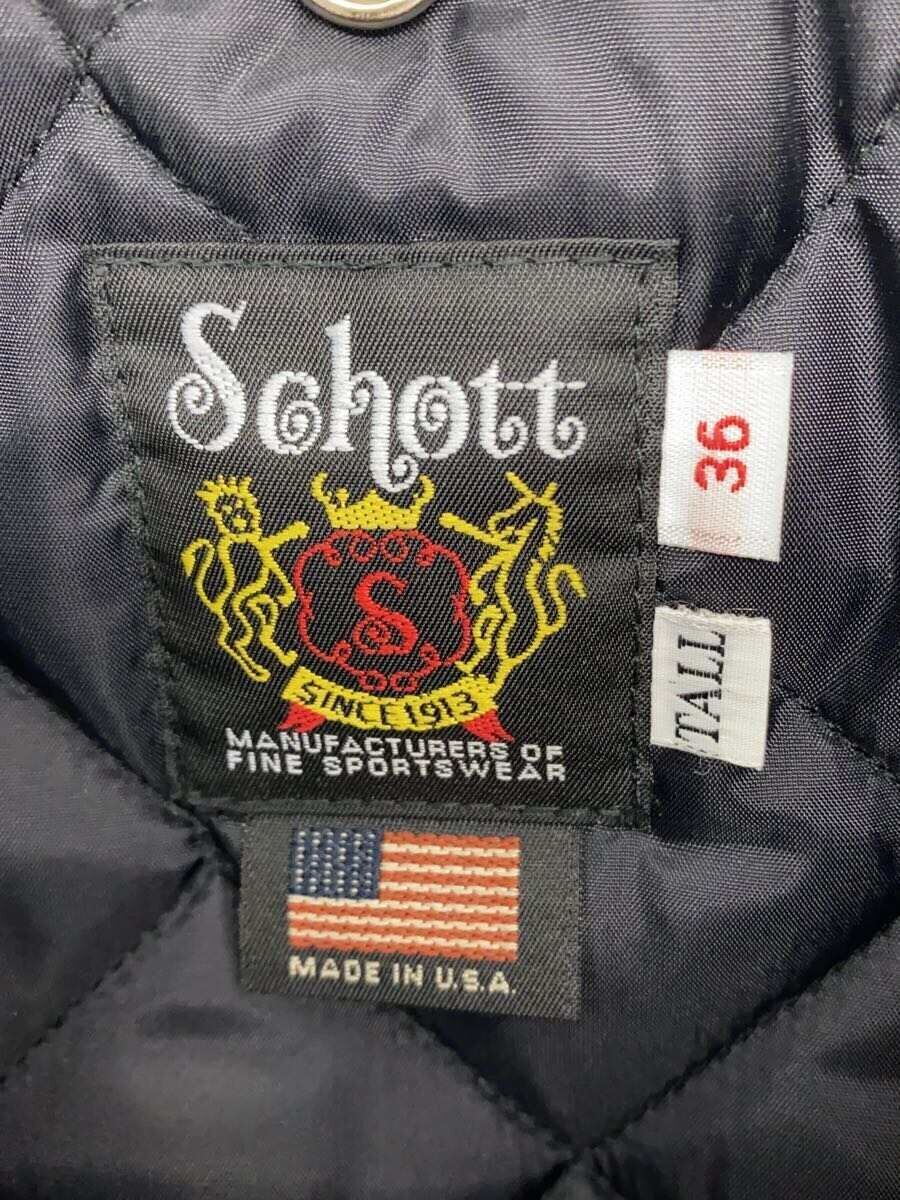 Schott
36
S
SINCE 1913
TALL
MANUFACTURERS OF
FINE SPORTSWEAR
MADE IN U.S.A.